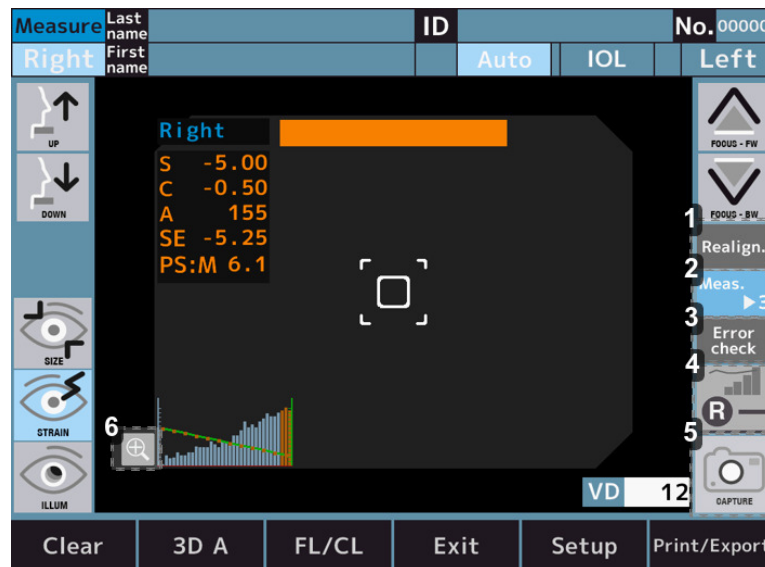 Measure Last name ID No. 00000
Right First name Auto IOL Left
UP
DOWN
SIZE
STRAIN
ILLUM
Right
S -5.00
C -0.50
A 155
SE -5.25
PS:M 6.1
FOCUS - FW
FOCUS - BW
1
Realign.
2
Meas.
▶3
3
Error
check
4
R
5
CAPTURE
6
VD 12
Clear 3D A FL/CL Exit Setup Print/Export